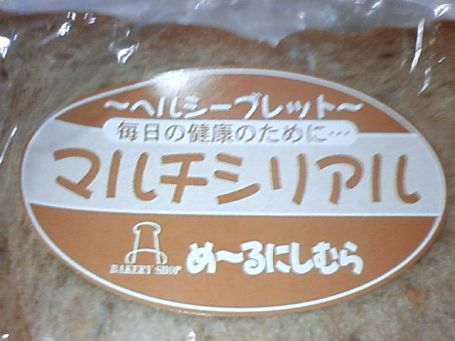 ～ヘルシーブレット～
毎日の健康のために…
マルチシリアル
BAKERY SHOP
め～るにしむら